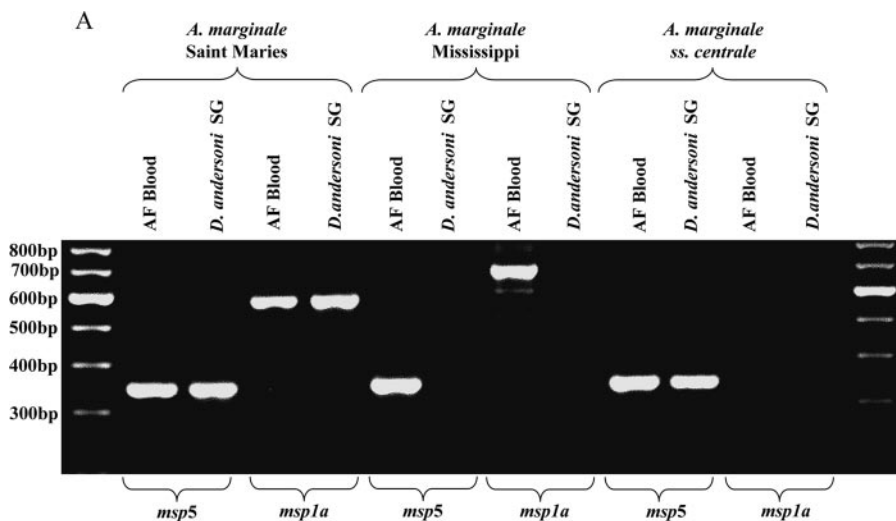 A
A. marginale
Saint Maries
A. marginale
Mississippi
A. marginale
ss. centrale
AF Blood
D. andersoni SG
AF Blood
D.andersoni SG
AF Blood
D. andersoni SG
AF Blood
D.andersoni SG
AF Blood
D. andersoni SG
AF Blood
D.andersoni SG
800bp
700bp
600bp
500bp
400bp
300bp
msp5
msp1a
msp5
msp1a
msp5
msp1a